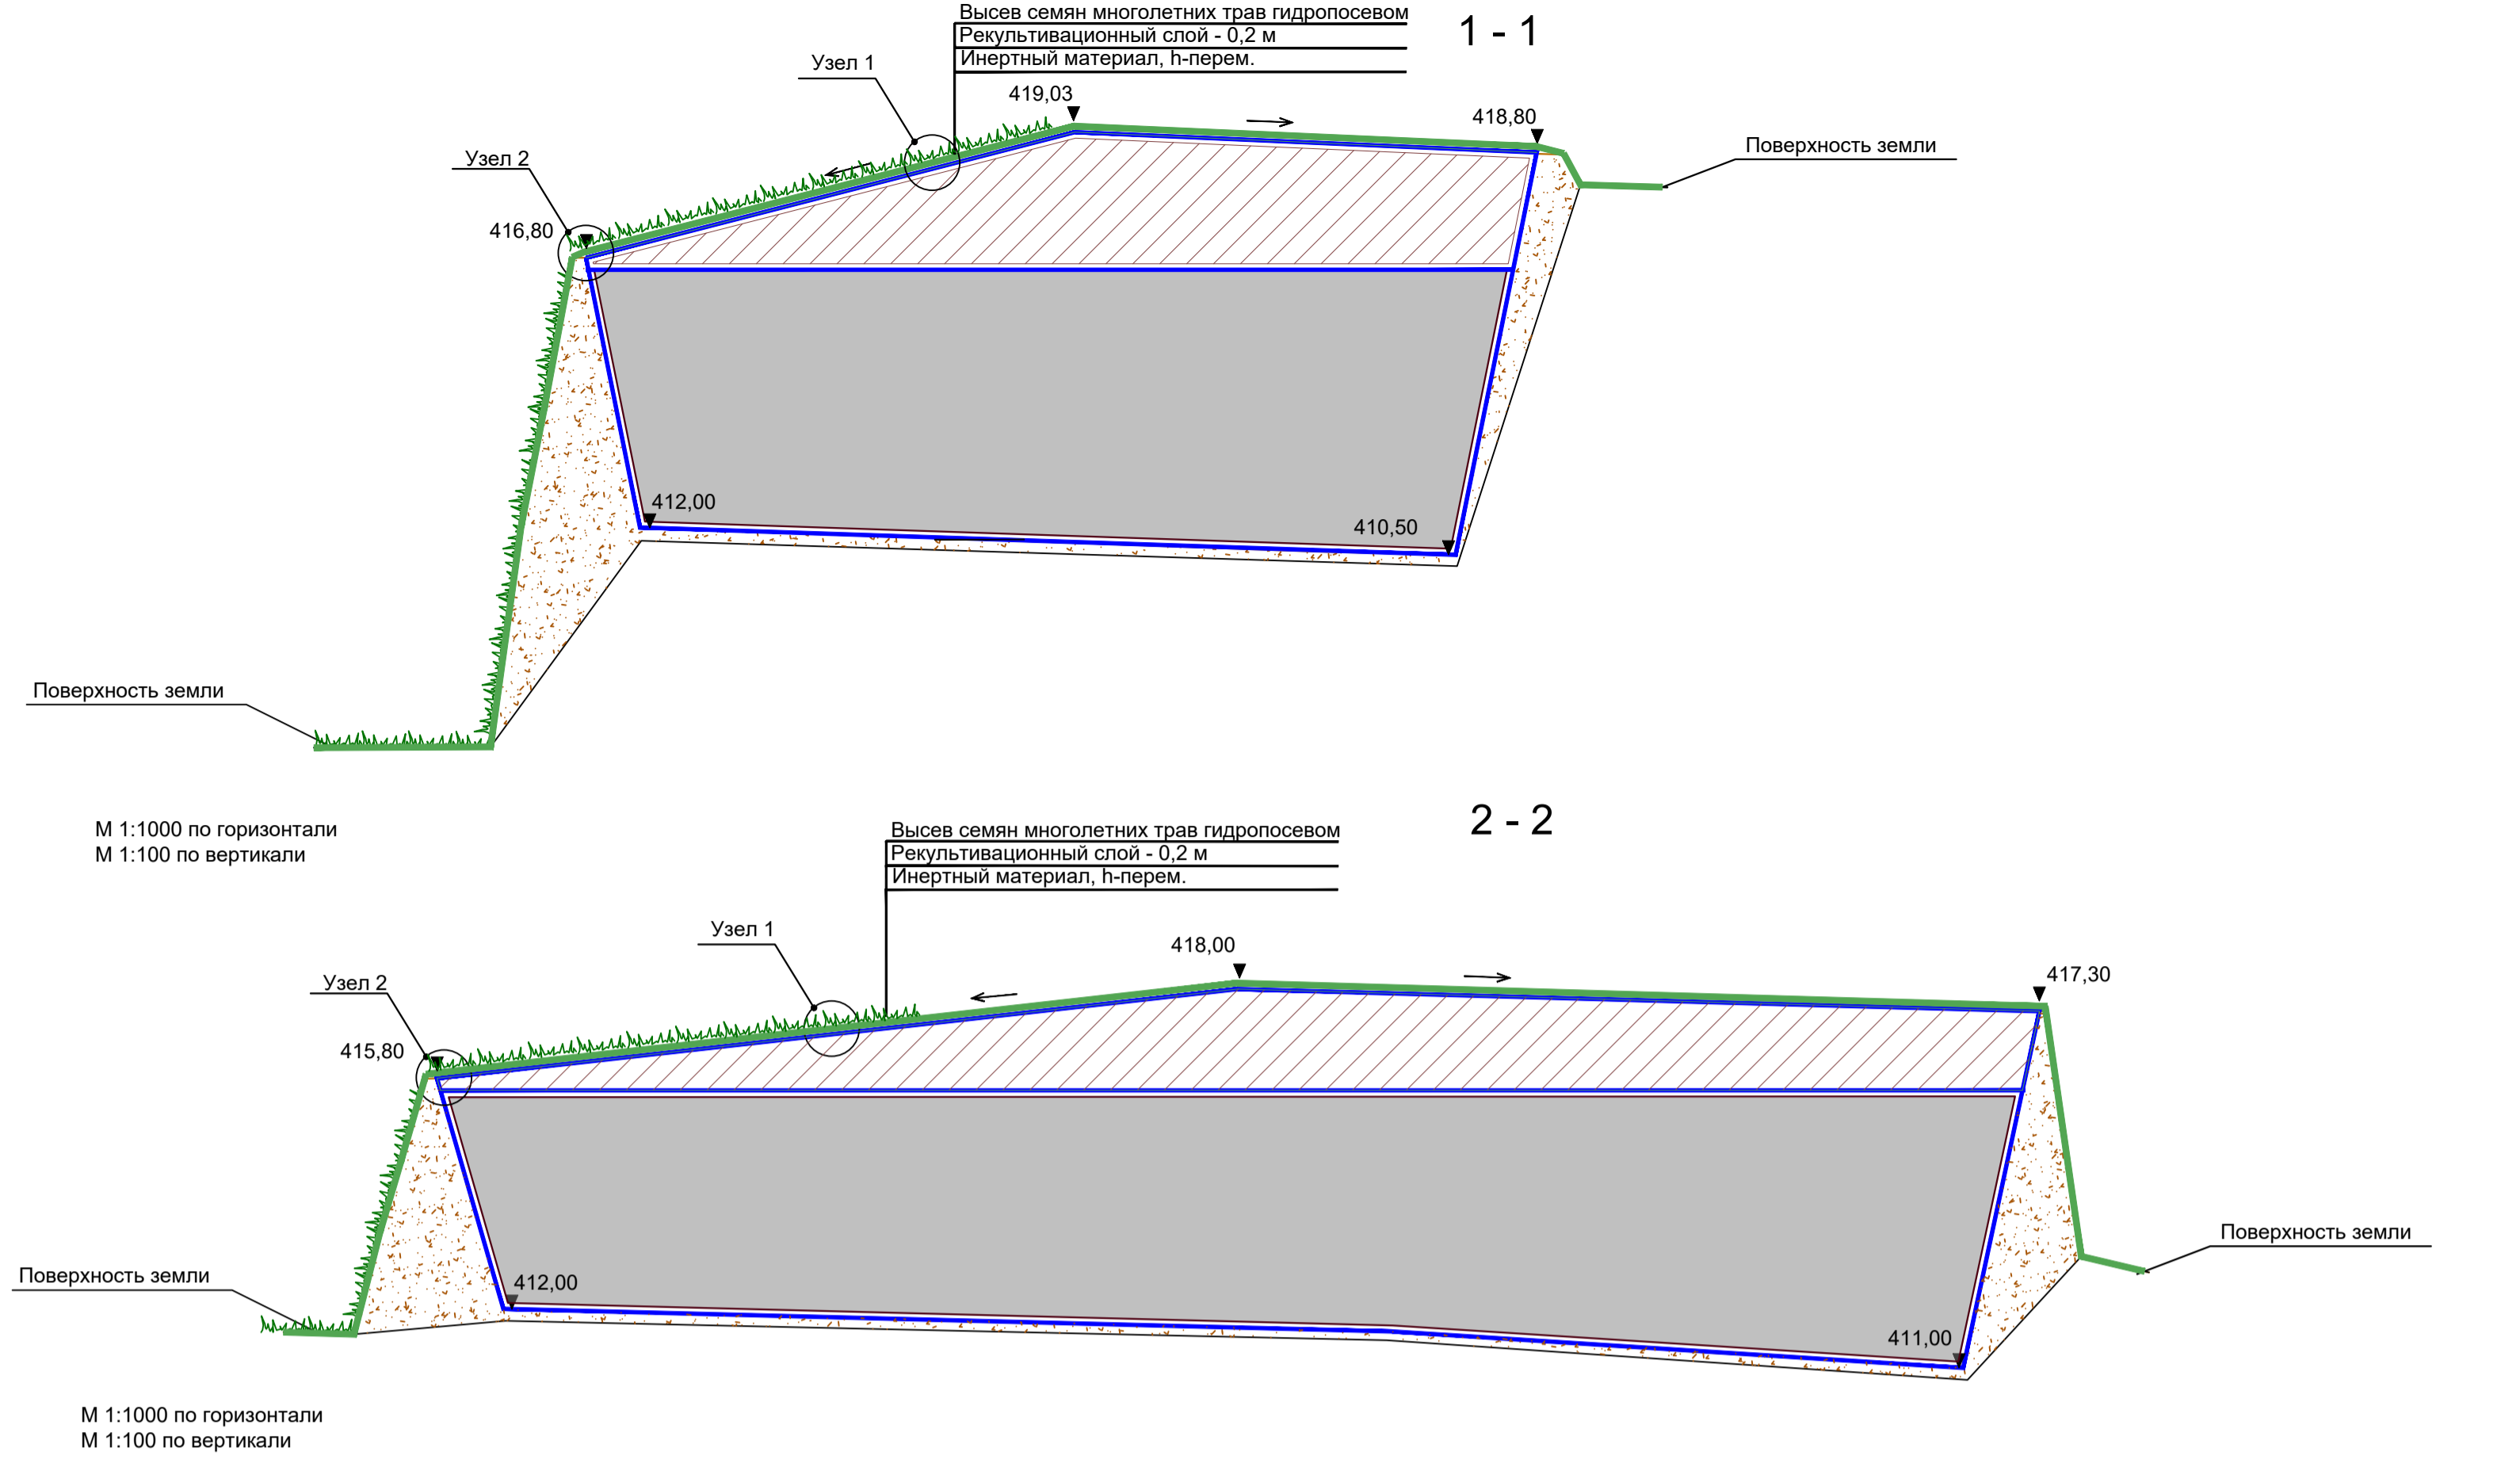 Высев семян многолетних трав гидропосевом
1 - 1
Рекультивационный слой - 0,2 м
Инертный материал, h-перем.
Узел 1
419,03
418,80
Поверхность земли
Узел 2
416,80
412,00
410,50
Поверхность земли
М 1:1000 по горизонтали
М 1:100 по вертикали
2 - 2
Высев семян многолетних трав гидропосевом
Рекультивационный слой - 0,2 м
Инертный материал, h-перем.
Узел 1
418,00
417,30
Узел 2
415,80
Поверхность земли
Поверхность земли
412,00
411,00
М 1:1000 по горизонтали
М 1:100 по вертикали